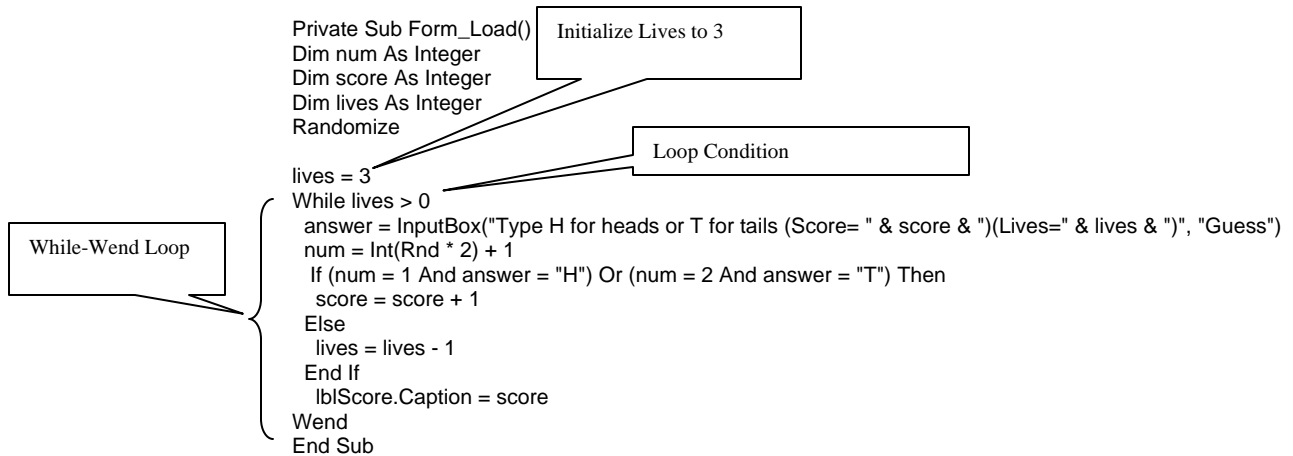 Private Sub Form_Load()
Initialize Lives to 3
Dim num As Integer
Dim score As Integer
Dim lives As Integer
Randomize
Loop Condition
lives = 3
While lives > 0
answer = InputBox("Type H for heads or T for tails (Score= " & score & ")(Lives=" & lives & ")", "Guess")
While-Wend Loop
num = Int(Rnd * 2) + 1
If (num = 1 And answer = "H") Or (num = 2 And answer = "T") Then
score = score + 1
Else
lives = lives - 1
End If
lblScore.Caption = score
Wend
End Sub